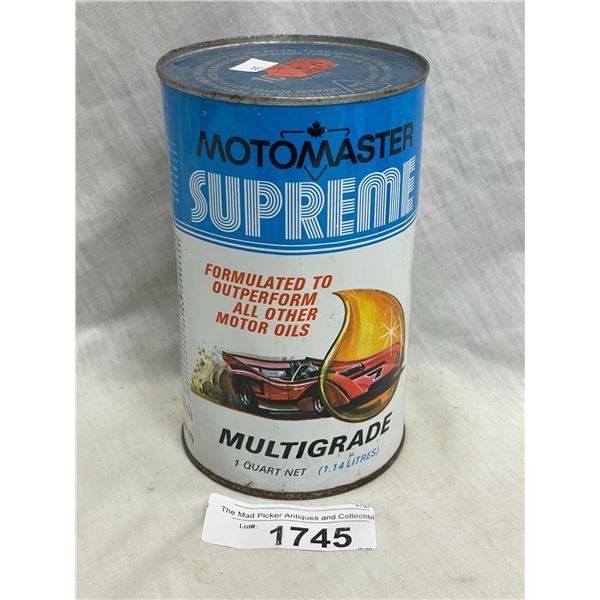 MOTOMASTER
SUPREME
FORMULATED TO
OUTPERFORM
ALL OTHER
MOTOR OILS
7
MULTIGRADE
1 QUART NET (1.14 LITRES)
The Mad Picker Antiques and Collectibl
Lot#: 1745